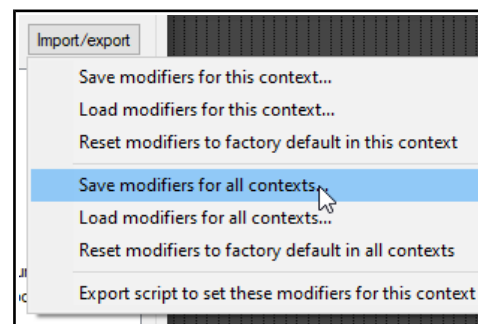 Import/export
Save modifiers for this context...
Load modifiers for this context...
Reset modifiers to factory default in this context
Save modifiers for all contexts...
Load modifiers for all contexts...
Reset modifiers to factory default in all contexts
Export script to set these modifiers for this context